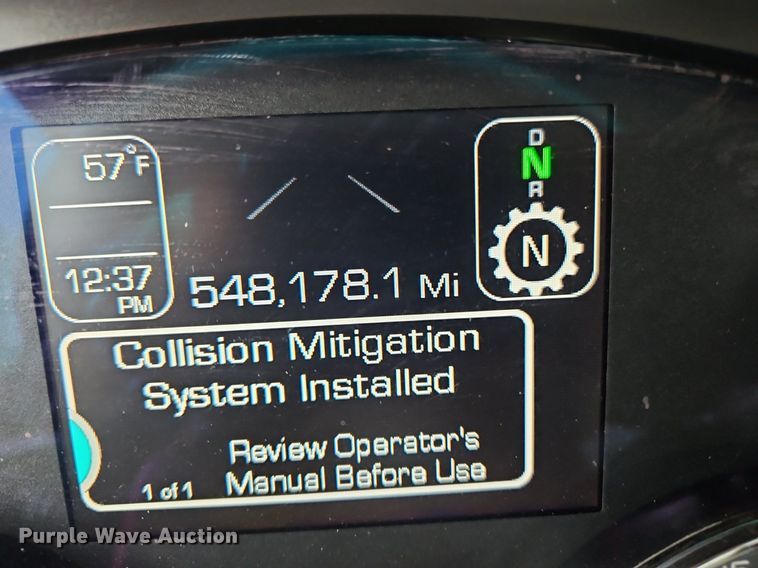 57°F
D
N
R
N
12:37
PM
548,178.1 Mi
Collision Mitigation
System Installed
Review Operator's
1 of 1 Manual Before Use
Purple Wave Auction